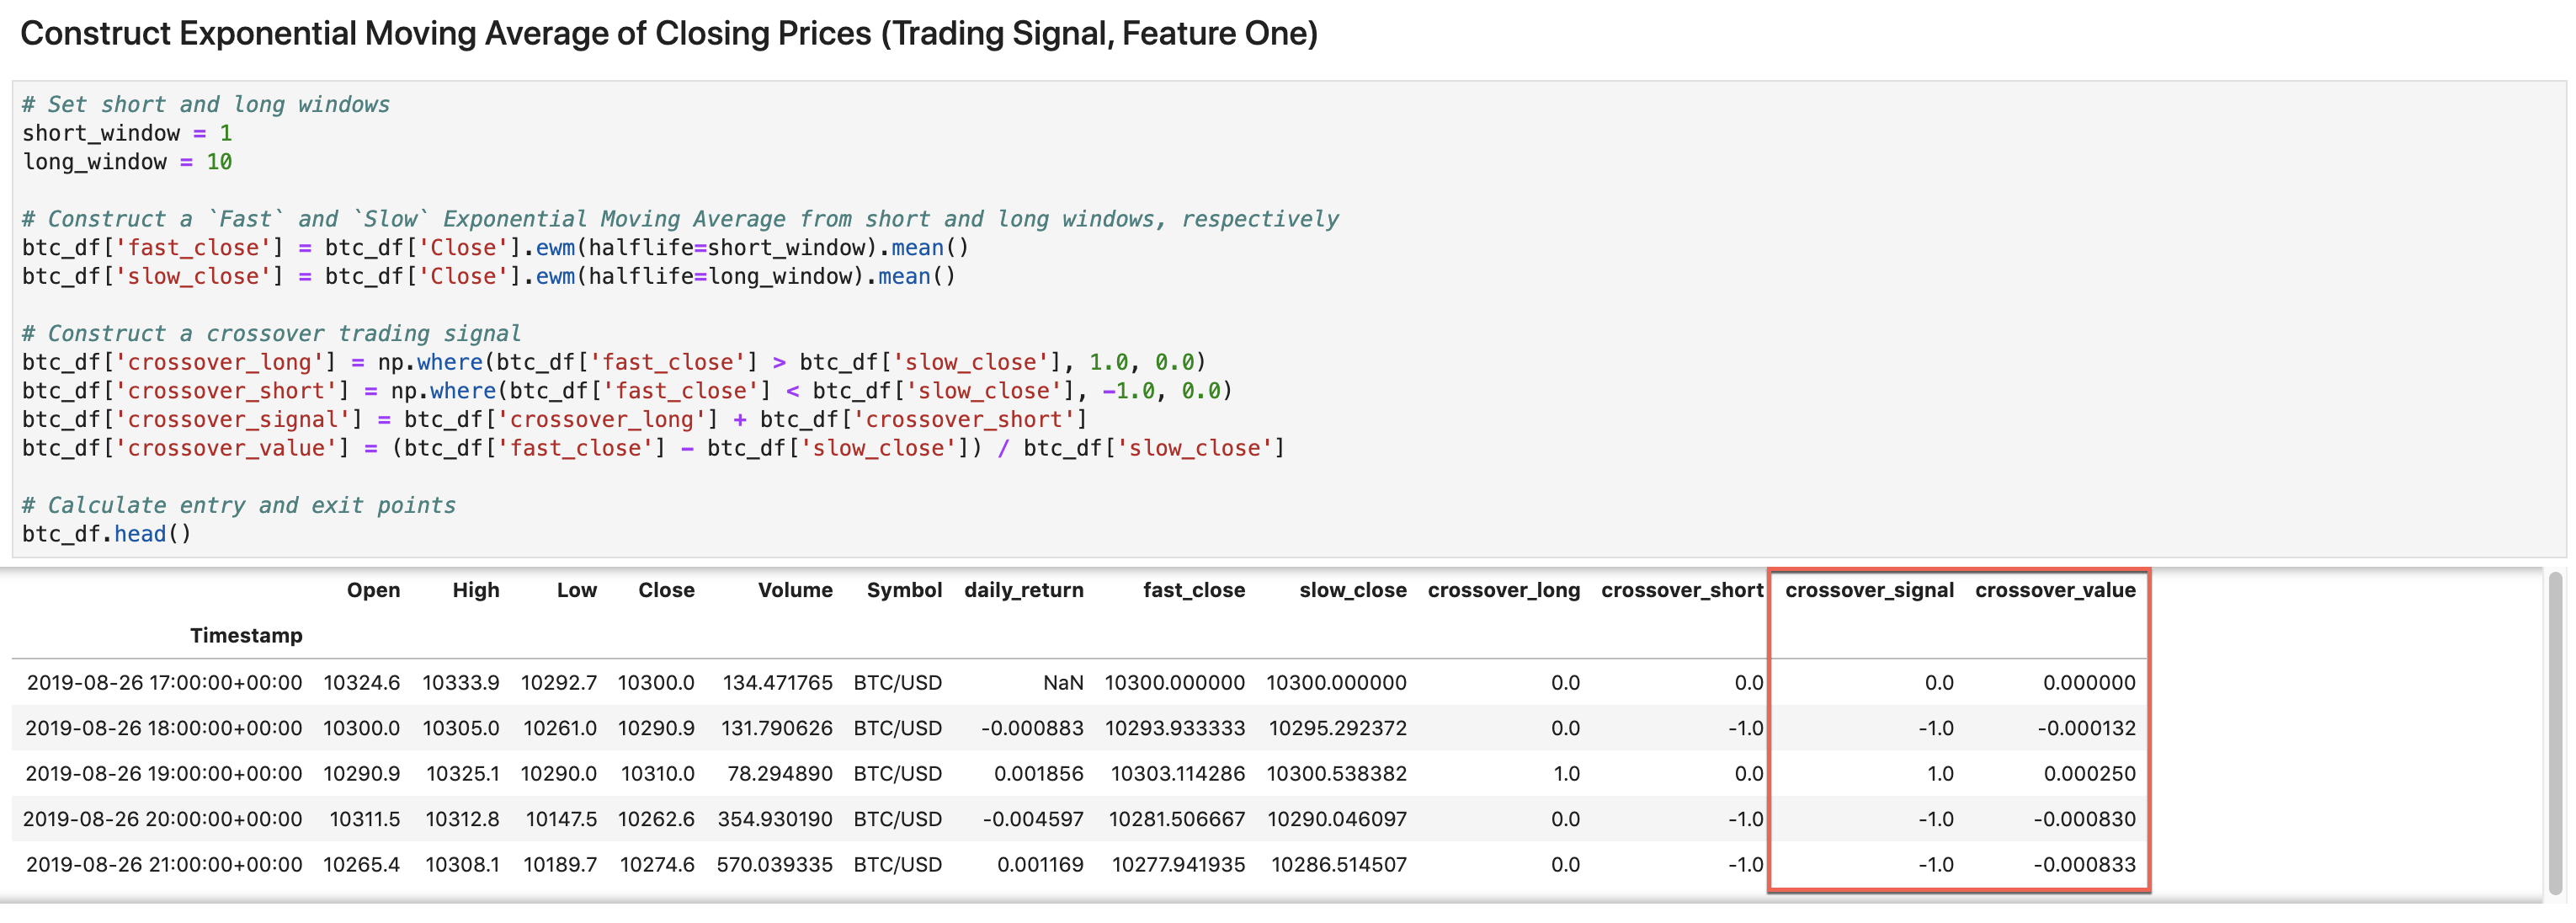 Construct Exponential Moving Average of Closing Prices (Trading Signal, Feature One)
# Set short and long windows
short_window = 1
long_window = 10
# Construct a `Fast` and `Slow` Exponential Moving Average from short and long windows, respectively
btc_df['fast_close'] = btc_df['Close'].ewm(halflife=short_window).mean()
btc_df['slow_close'] = btc_df['Close'].ewm(halflife=long_window).mean()
# Construct a crossover trading signal
btc_df['crossover_long'] = np.where(btc_df['fast_close'] > btc_df['slow_close'], 1.0, 0.0)
btc_df['crossover_short'] = np.where(btc_df['fast_close'] < btc_df['slow_close'], -1.0, 0.0)
btc_df['crossover_signal'] = btc_df['crossover_long'] + btc_df['crossover_short']
btc_df['crossover_value'] = (btc_df['fast_close'] - btc_df['slow_close']) / btc_df['slow_close']
# Calculate entry and exit points
btc_df.head()
Open High Low Close Volume Symbol daily_return fast_close slow_close crossover_long crossover_short crossover_signal crossover_value
Timestamp
2019-08-26 17:00:00+00:00 10324.6 10333.9 10292.7 10300.0 134.471765 BTC/USD NaN 10300.000000 10300.000000 0.0 0.0 0.0 0.000000
2019-08-26 18:00:00+00:00 10300.0 10305.0 10261.0 10290.9 131.790626 BTC/USD -0.000883 10293.933333 10295.292372 0.0 -1.0 -1.0 -0.000132
2019-08-26 19:00:00+00:00 10290.9 10325.1 10290.0 10310.0 78.294890 BTC/USD 0.001856 10303.114286 10300.538382 1.0 0.0 1.0 0.000250
2019-08-26 20:00:00+00:00 10311.5 10312.8 10147.5 10262.6 354.930190 BTC/USD -0.004597 10281.506667 10290.046097 0.0 -1.0 -1.0 -0.000830
2019-08-26 21:00:00+00:00 10265.4 10308.1 10189.7 10274.6 570.039335 BTC/USD 0.001169 10277.941935 10286.514507 0.0 -1.0 -1.0 -0.000833